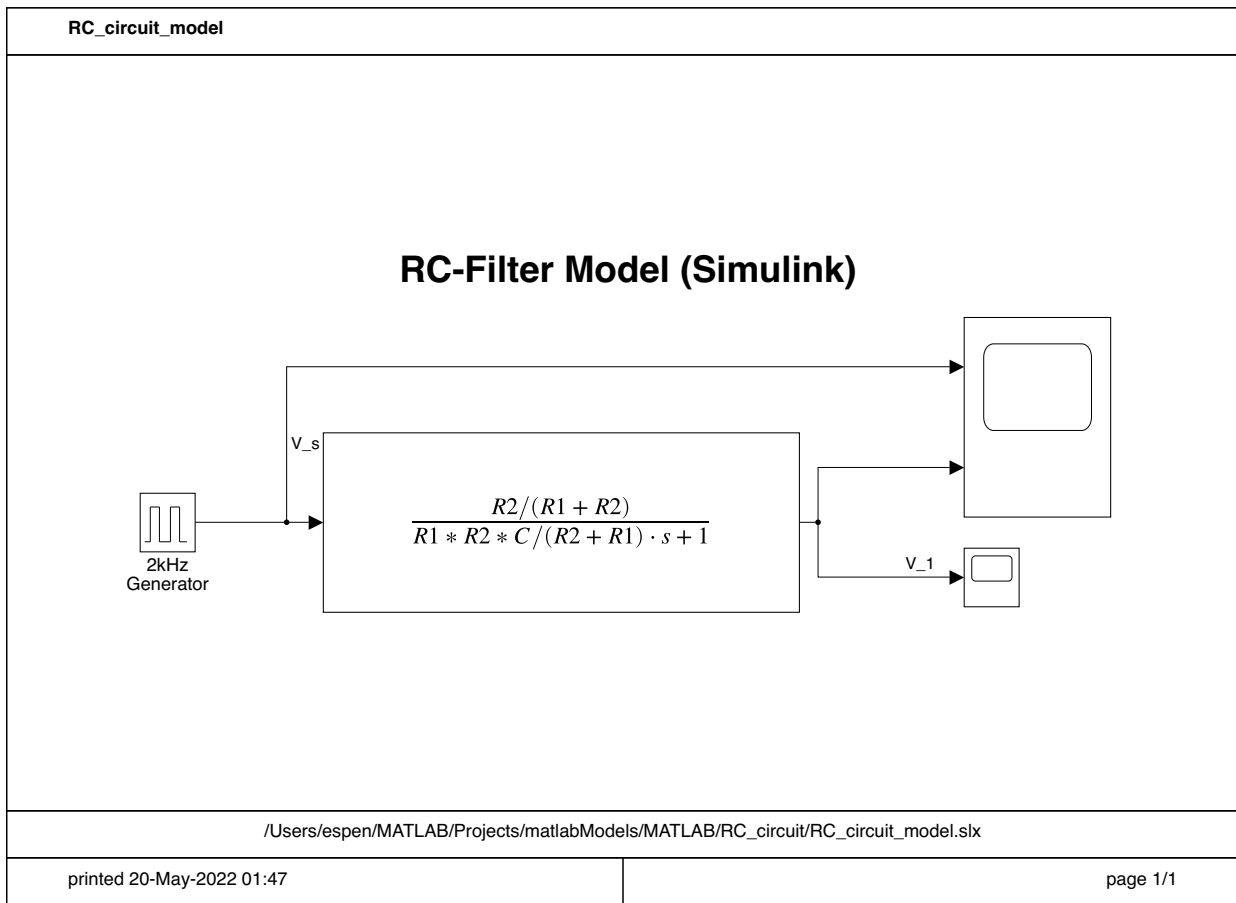 RC_circuit_model
RC-Filter Model (Simulink)
V_s
R2/(R1 + R2)
R1 ∗ R2 ∗ C/(R2 + R1) · s + 1
2kHz
Generator
V_1
/Users/espen/MATLAB/Projects/matlabModels/MATLAB/RC_circuit/RC_circuit_model.slx
printed 20-May-2022 01:47
page 1/1